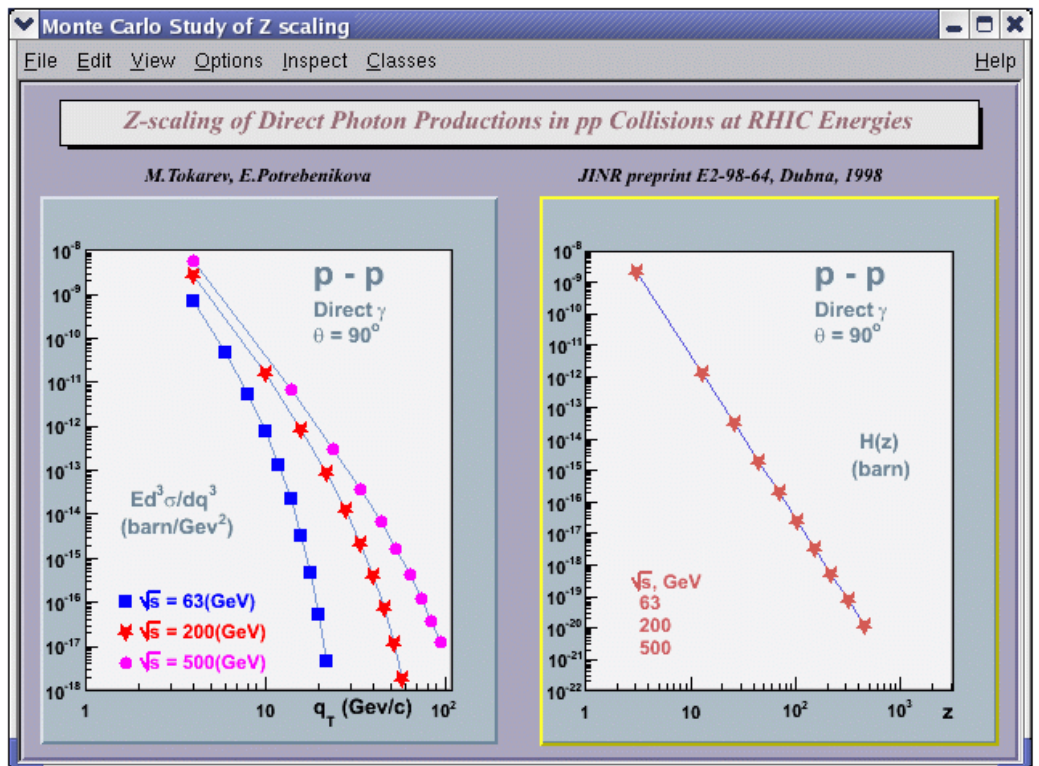 Monte Carlo Study of Z scaling
File Edit View Options Inspect Classes Help
Z-scaling of Direct Photon Productions in pp Collisions at RHIC Energies
M.Tokarev, E.Potrebenikova
JINR preprint E2-98-64, Dubna, 1998
10⁻⁸
10⁻⁹
10⁻¹⁰
10⁻¹¹
10⁻¹²
10⁻¹³
10⁻¹⁴
10⁻¹⁵
10⁻¹⁶
10⁻¹⁷
10⁻¹⁸
p - p
Direct γ
θ = 90°
Ed³σ/dq³
(barn/Gev²)
√s = 63(GeV)
√s = 200(GeV)
√s = 500(GeV)
1 10 q_T (Gev/c) 10²
10⁻⁸
10⁻⁹
10⁻¹⁰
10⁻¹¹
10⁻¹²
10⁻¹³
10⁻¹⁴
10⁻¹⁵
10⁻¹⁶
10⁻¹⁷
10⁻¹⁸
10⁻¹⁹
10⁻²⁰
10⁻²¹
10⁻²²
p - p
Direct γ
θ = 90°
H(z)
(barn)
√s, GeV
63
200
500
1 10 10² 10³ z